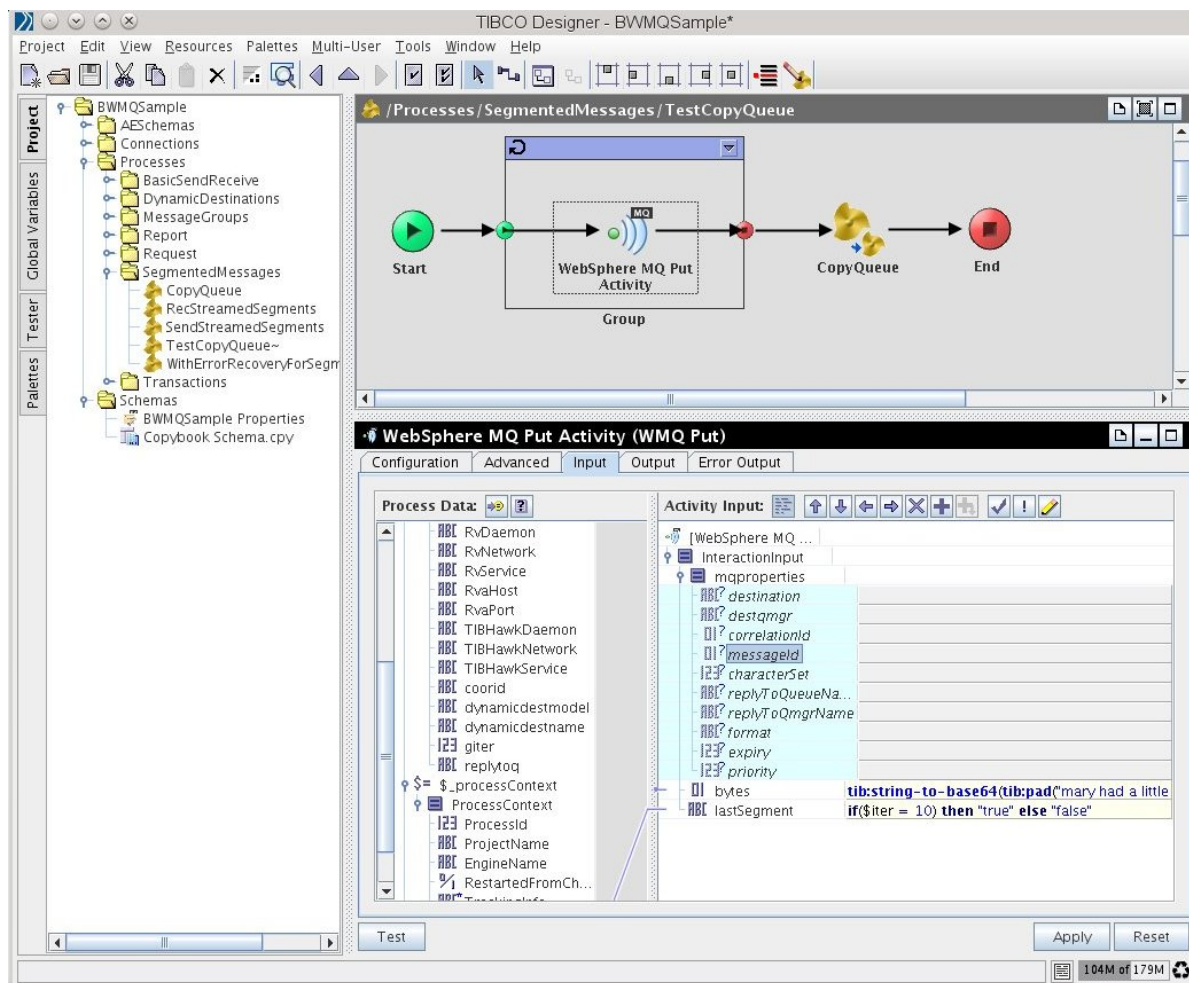 TIBCO Designer - BWMQSample*
Project Edit View Resources Palettes Multi-User Tools Window Help
Project
Global Variables
Tester
Palettes
BWMQSample
AESchemas
Connections
Processes
BasicSendReceive
DynamicDestinations
MessageGroups
Report
Request
SegmentedMessages
CopyQueue
RecStreamedSegments
SendStreamedSegments
TestCopyQueue~
WithErrorRecoveryForSegm
Transactions
Schemas
BWMQSample Properties
Copybook Schema.cpy
/Processes/SegmentedMessages/TestCopyQueue
MQ
Start
WebSphere MQ Put
Activity
Group
CopyQueue
End
WebSphere MQ Put Activity (WMQ Put)
Configuration Advanced Input Output Error Output
Process Data:
RvDaemon
RvNetwork
RvService
RvaHost
RvaPort
TIBHawkDaemon
TIBHawkNetwork
TIBHawkService
coorid
dynamicdestmodel
dynamicdestname
giter
replytoq
$= $_processContext
ProcessContext
ProcessId
ProjectName
EngineName
RestartedFromCh...
TrackingInfo
Activity Input:
[WebSphere MQ ...
InteractionInput
mqproperties
destination
destqmgr
correlationId
messageId
characterSet
replyToQueueNa...
replyToQmgrName
format
expiry
priority
bytes tib:string-to-base64(tib:pad("mary had a little
lastSegment if($iter = 10) then "true" else "false"
Test Apply Reset
104M of 179M